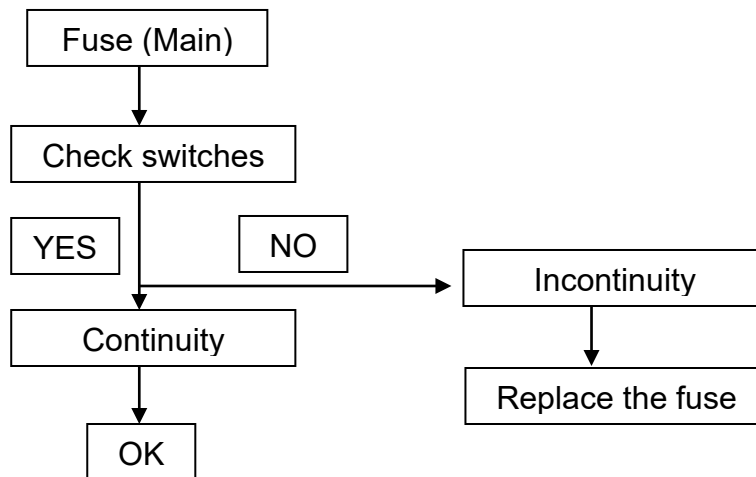 Fuse (Main)
Check switches
YES
NO
Incontinuity
Continuity
Replace the fuse
OK